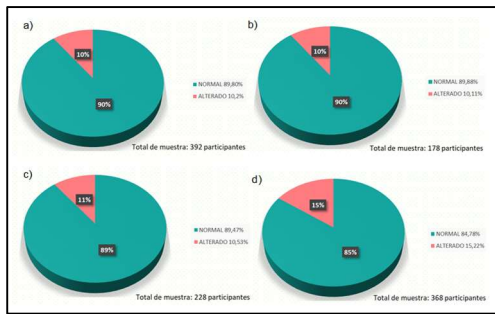 a)
10%
90%
NORMAL 89,80%
ALTERADO 10,2%
Total de muestra: 392 participantes
b)
10%
90%
NORMAL 89,88%
ALTERADO 10,11%
Total de muestra: 178 participantes
c)
11%
89%
NORMAL 89,47%
ALTERADO 10,53%
Total de muestra: 228 participantes
d)
15%
85%
NORMAL 84,78%
ALTERADO 15,22%
Total de muestra: 368 participantes